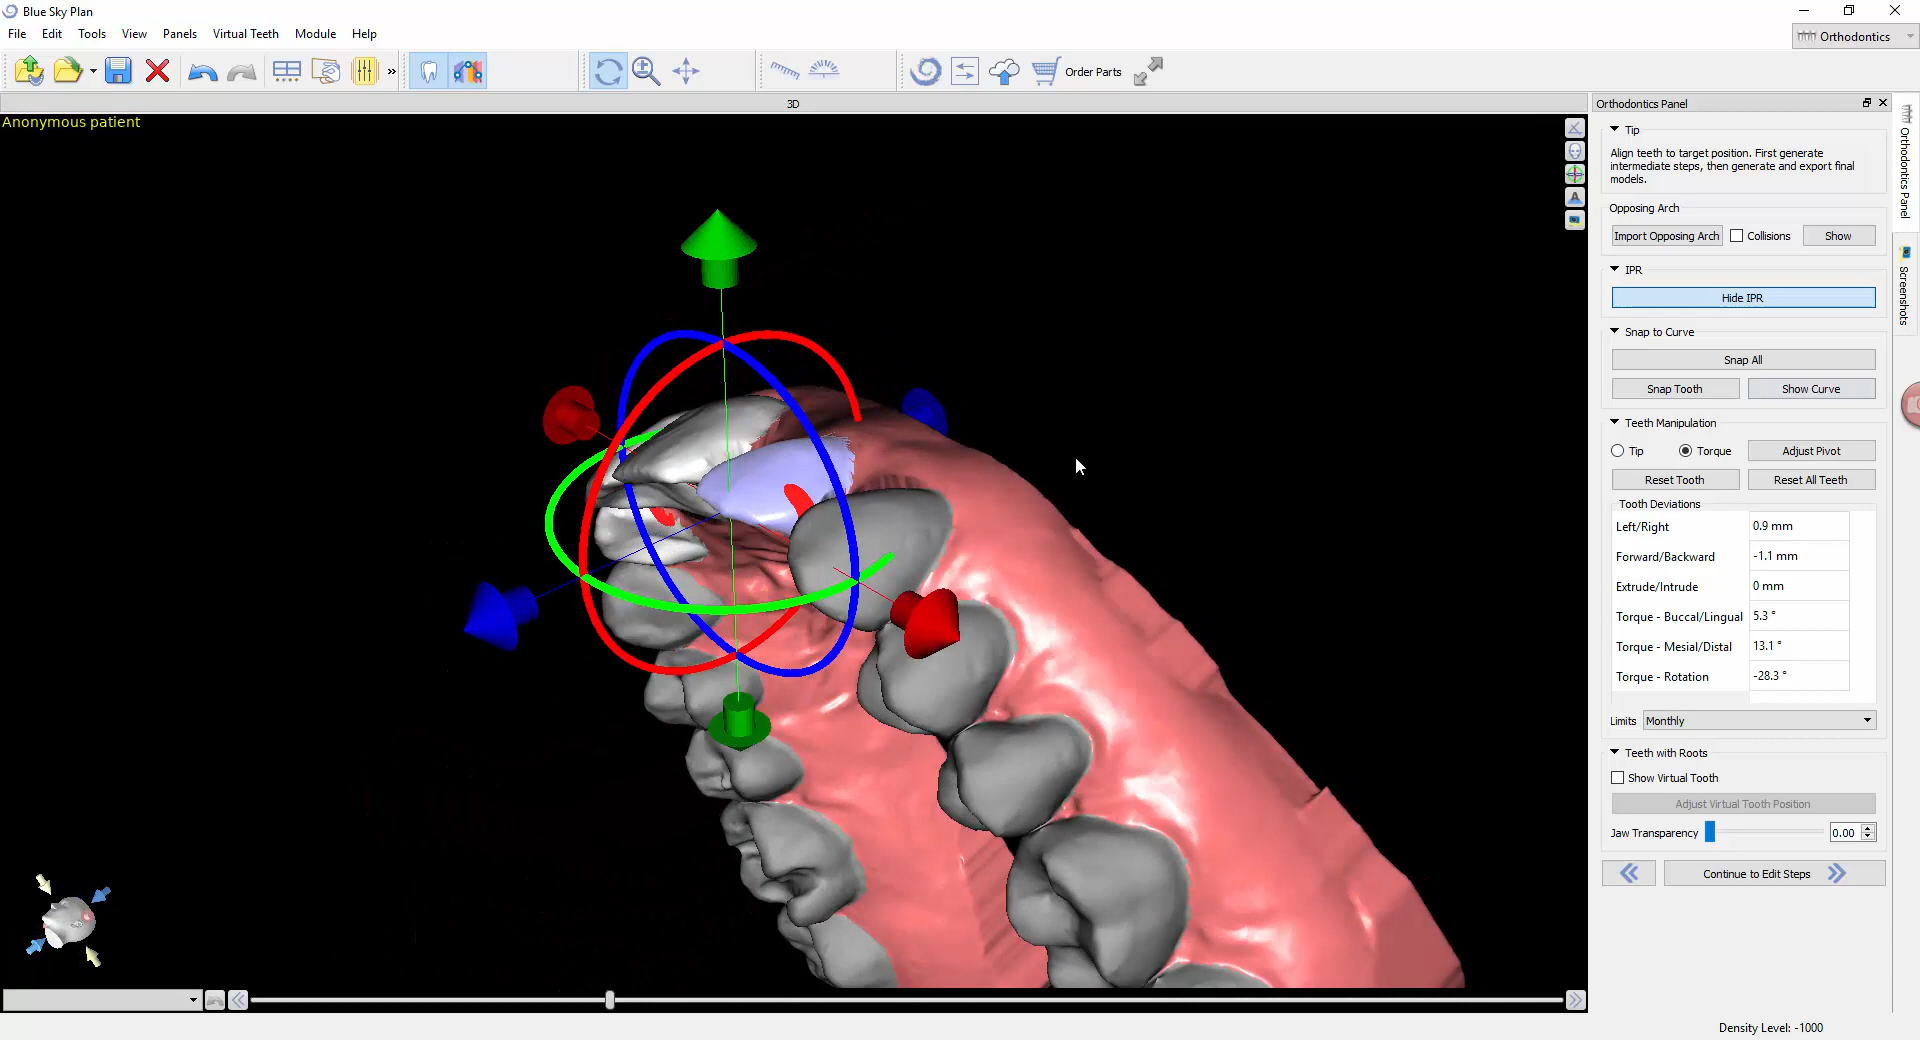 Blue Sky Plan
File Edit Tools View Panels Virtual Teeth Module Help
Orthodontics
Order Parts
3D
Anonymous patient
Orthodontics Panel
Tip
Align teeth to target position. First generate
intermediate steps, then generate and export final
models.
Opposing Arch
Import Opposing Arch Collisions Show
IPR
Hide IPR
Snap to Curve
Snap All
Snap Tooth Show Curve
Teeth Manipulation
Tip Torque Adjust Pivot
Reset Tooth Reset All Teeth
Tooth Deviations
Left/Right 0.9 mm
Forward/Backward -1.1 mm
Extrude/Intrude 0 mm
Torque - Buccal/Lingual 5.3 °
Torque - Mesial/Distal 13.1 °
Torque - Rotation -28.3 °
Limits Monthly
Teeth with Roots
Show Virtual Tooth
Adjust Virtual Tooth Position
Jaw Transparency 0.00
Continue to Edit Steps
Orthodontics Panel
Screenshots
Density Level: -1000